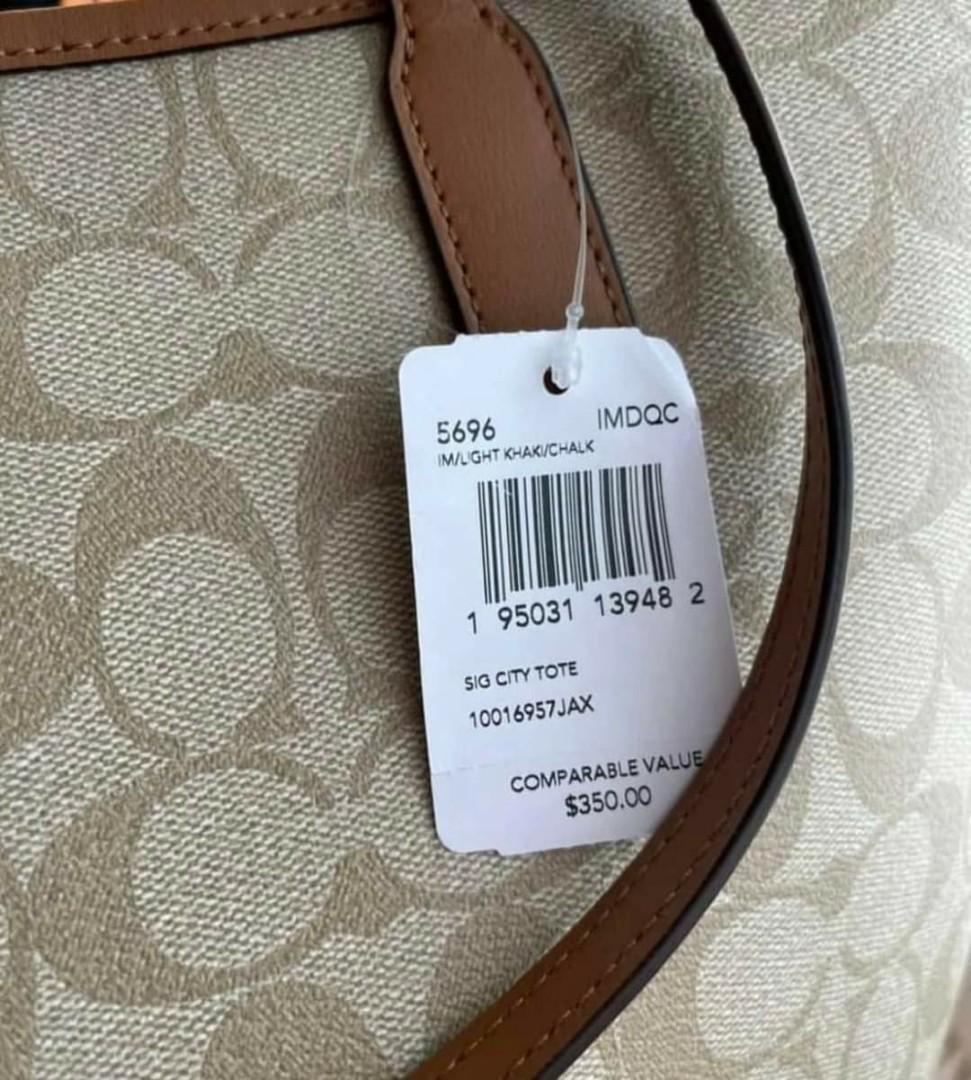 5696 IMDQC
IM/LIGHT KHAKI/CHALK
1 95031 13948 2
SIG CITY TOTE
10016957JAX
COMPARABLE VALUE
$350.00